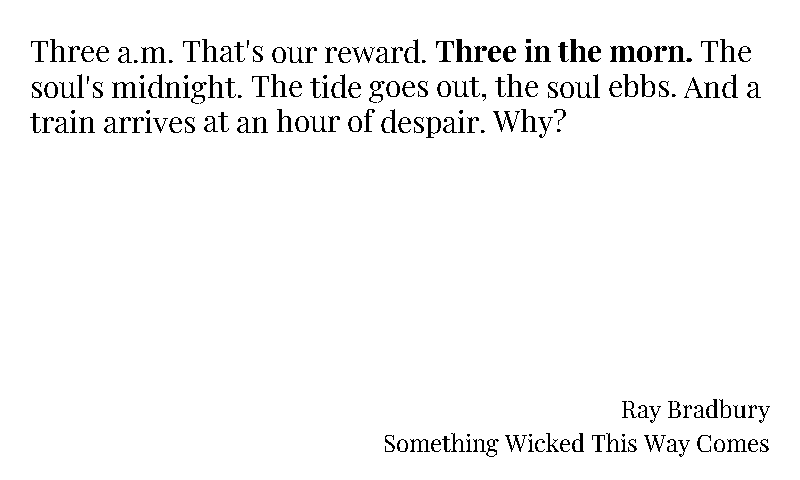 Three a.m. That's our reward. Three in the morn. The
soul's midnight. The tide goes out, the soul ebbs. And a
train arrives at an hour of despair. Why?
Ray Bradbury
Something Wicked This Way Comes